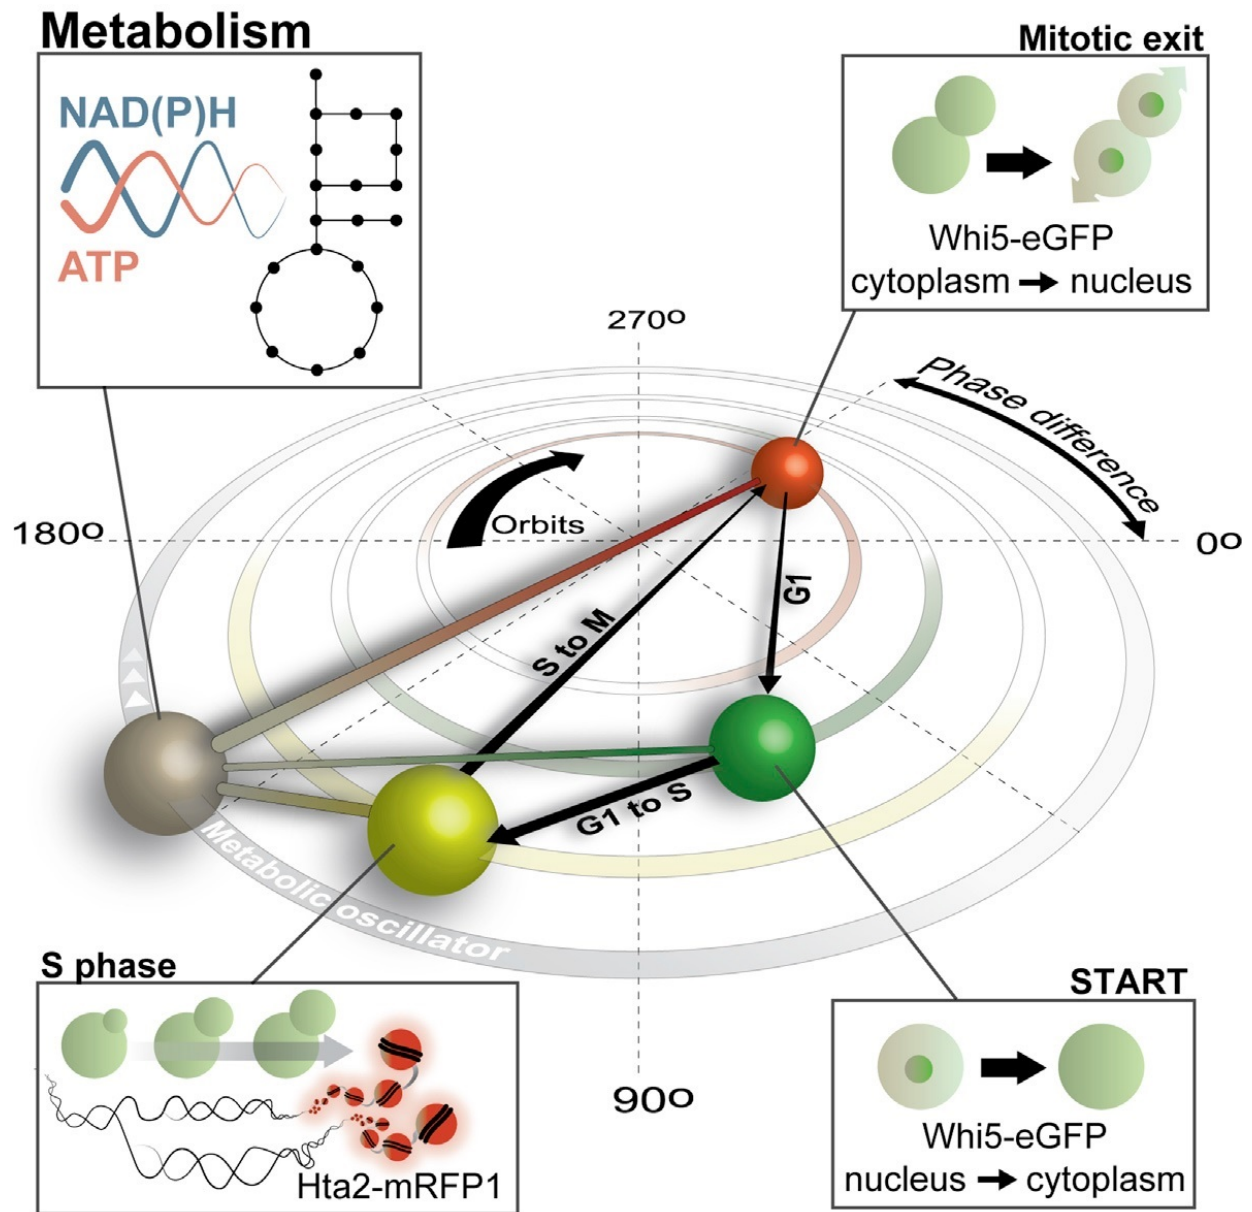 Metabolism
NAD(P)H
ATP
Mitotic exit
Whi5-eGFP
cytoplasm → nucleus
270º
Phase difference
Orbits
180º
0º
G1
S to M
G1 to S
Metabolic oscillator
S phase
Hta2-mRFP1
90º
START
Whi5-eGFP
nucleus → cytoplasm